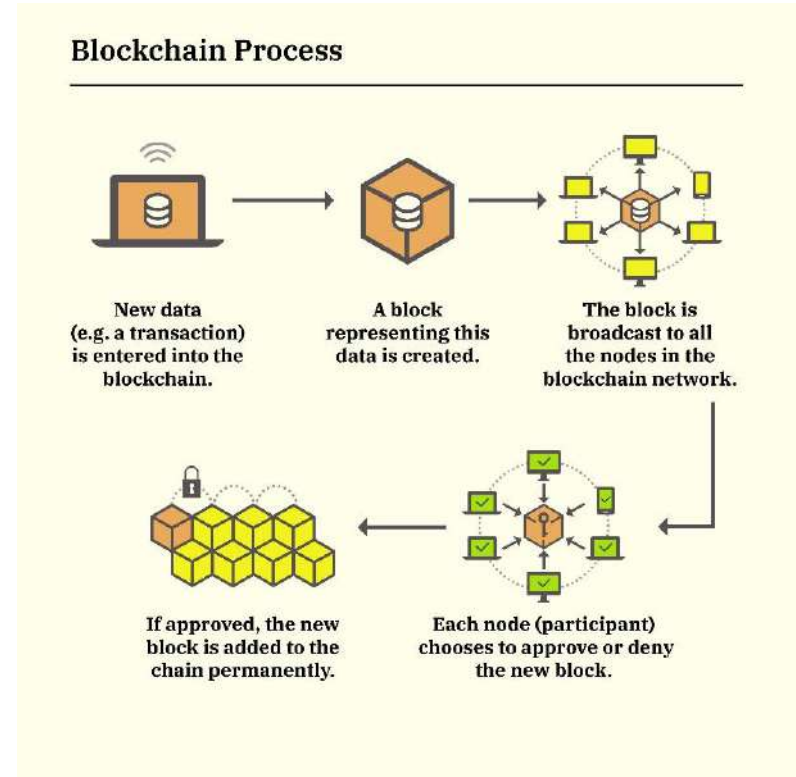 Blockchain Process
New data
(e.g. a transaction)
is entered into the
blockchain.
A block
representing this
data is created.
The block is
broadcast to all
the nodes in the
blockchain network.
Each node (participant)
chooses to approve or deny
the new block.
If approved, the new
block is added to the
chain permanently.